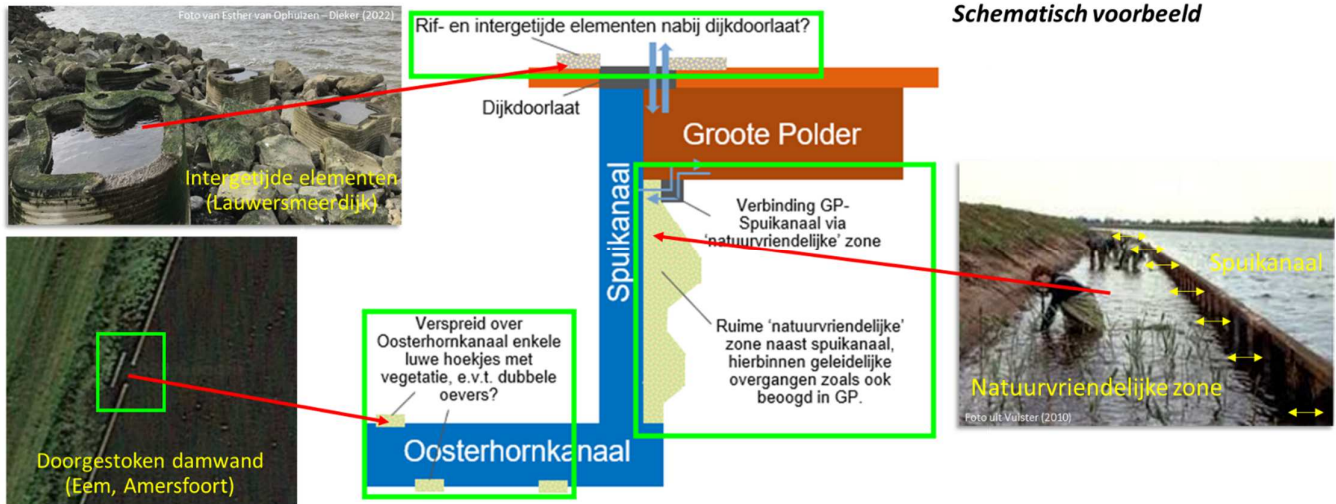 Foto van Esther van Ophuizen – Dieker (2022)
Intergetijde elementen
(Lauwersmeerdijk)
Rif- en intergetijde elementen nabij dijkdoorlaat?
Schematisch voorbeeld
Dijkdoorlaat
Groote Polder
Spuikanaal
Verbinding GP-
Spuikanaal via
‘natuurvriendelijke’ zone
Ruime ‘natuurvriendelijke’
zone naast spuikanaal,
hierbinnen geleidelijke
overgangen zoals ook
beoogd in GP.
Spuikanaal
Natuurvriendelijke zone
Foto uit Vulster (2010)
Verspreid over
Oosterhornkanaal enkele
luwe hoekjes met
vegetatie, e.v.t. dubbele
oevers?
Oosterhornkanaal
Doorgestoken damwand
(Eem, Amersfoort)